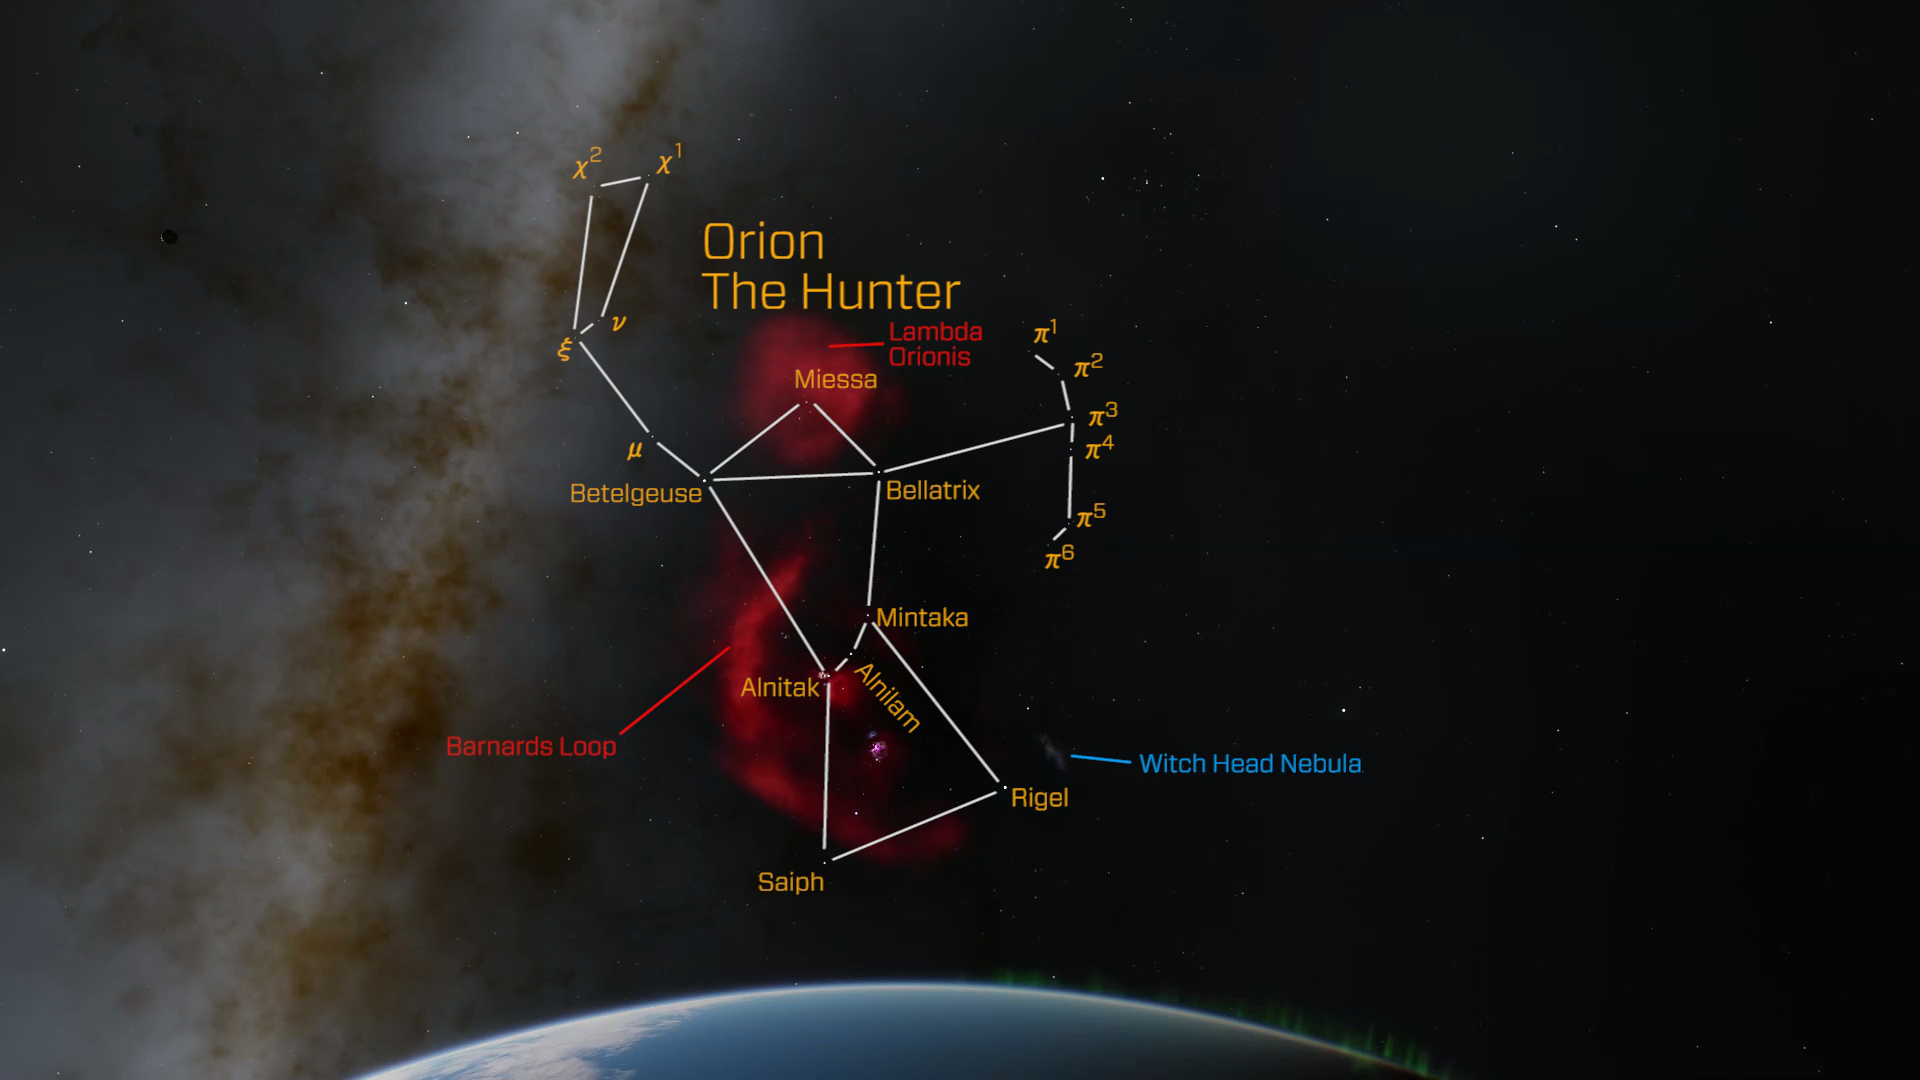 χ²
χ¹
Orion
The Hunter
ν
ξ
Lambda
Orionis
π¹
π²
Miessa
π³
π⁴
μ
Betelgeuse
Bellatrix
π⁵
π⁶
Mintaka
Alnitak
Alnilam
Barnards Loop
Witch Head Nebula
Rigel
Saiph